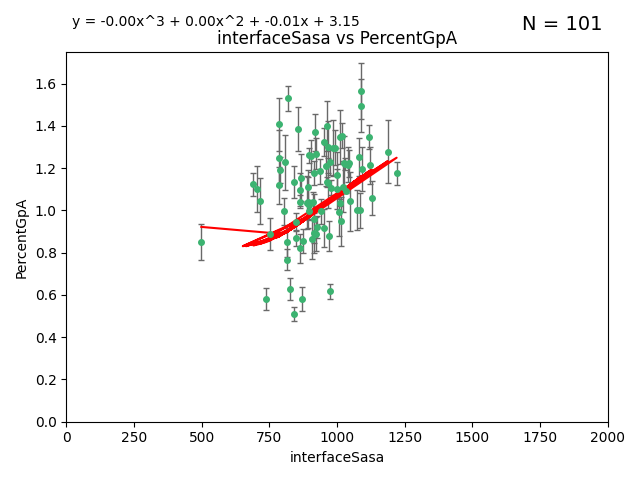 y = -0.00x^3 + 0.00x^2 + -0.01x + 3.15
N = 101
interfaceSasa vs PercentGpA
PercentGpA
1.6
1.4
1.2
1.0
0.8
0.6
0.4
0.2
0.0
0 250 500 750 1000 1250 1500 1750 2000
interfaceSasa